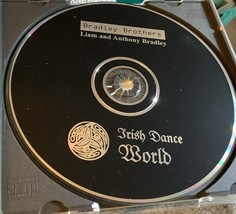 Bradley Brothers
Liam and Anthony Bradley
Irish Dance
World